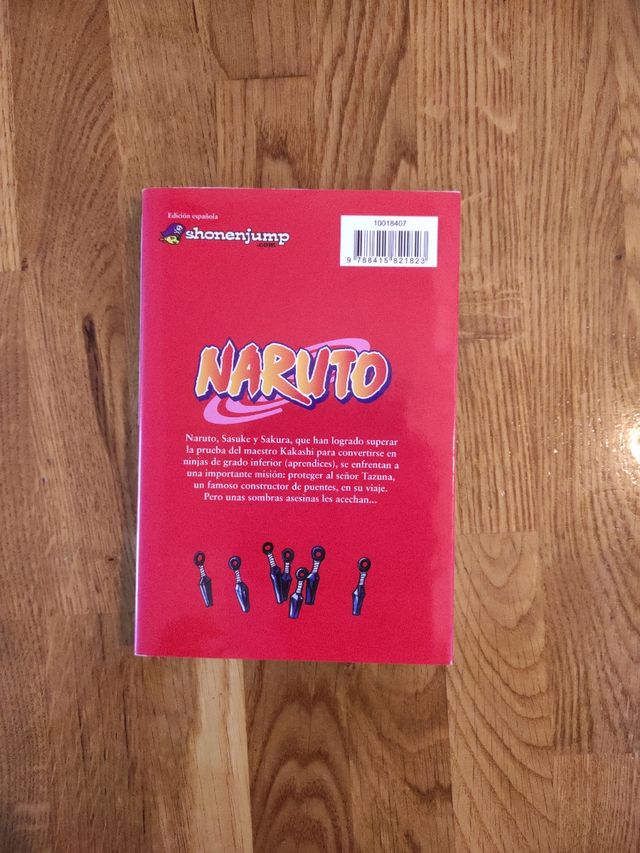 Edición española
shonenjump
.com
10018407
9 788415 821823
NARUTO
Naruto, Sasuke y Sakura, que han logrado superar
la prueba del maestro Kakashi para convertirse en
ninjas de grado inferior (aprendices), se enfrentan a
una importante misión: proteger al señor Tazuna,
un famoso constructor de puentes, en su viaje.
Pero unas sombras asesinas les acechan...